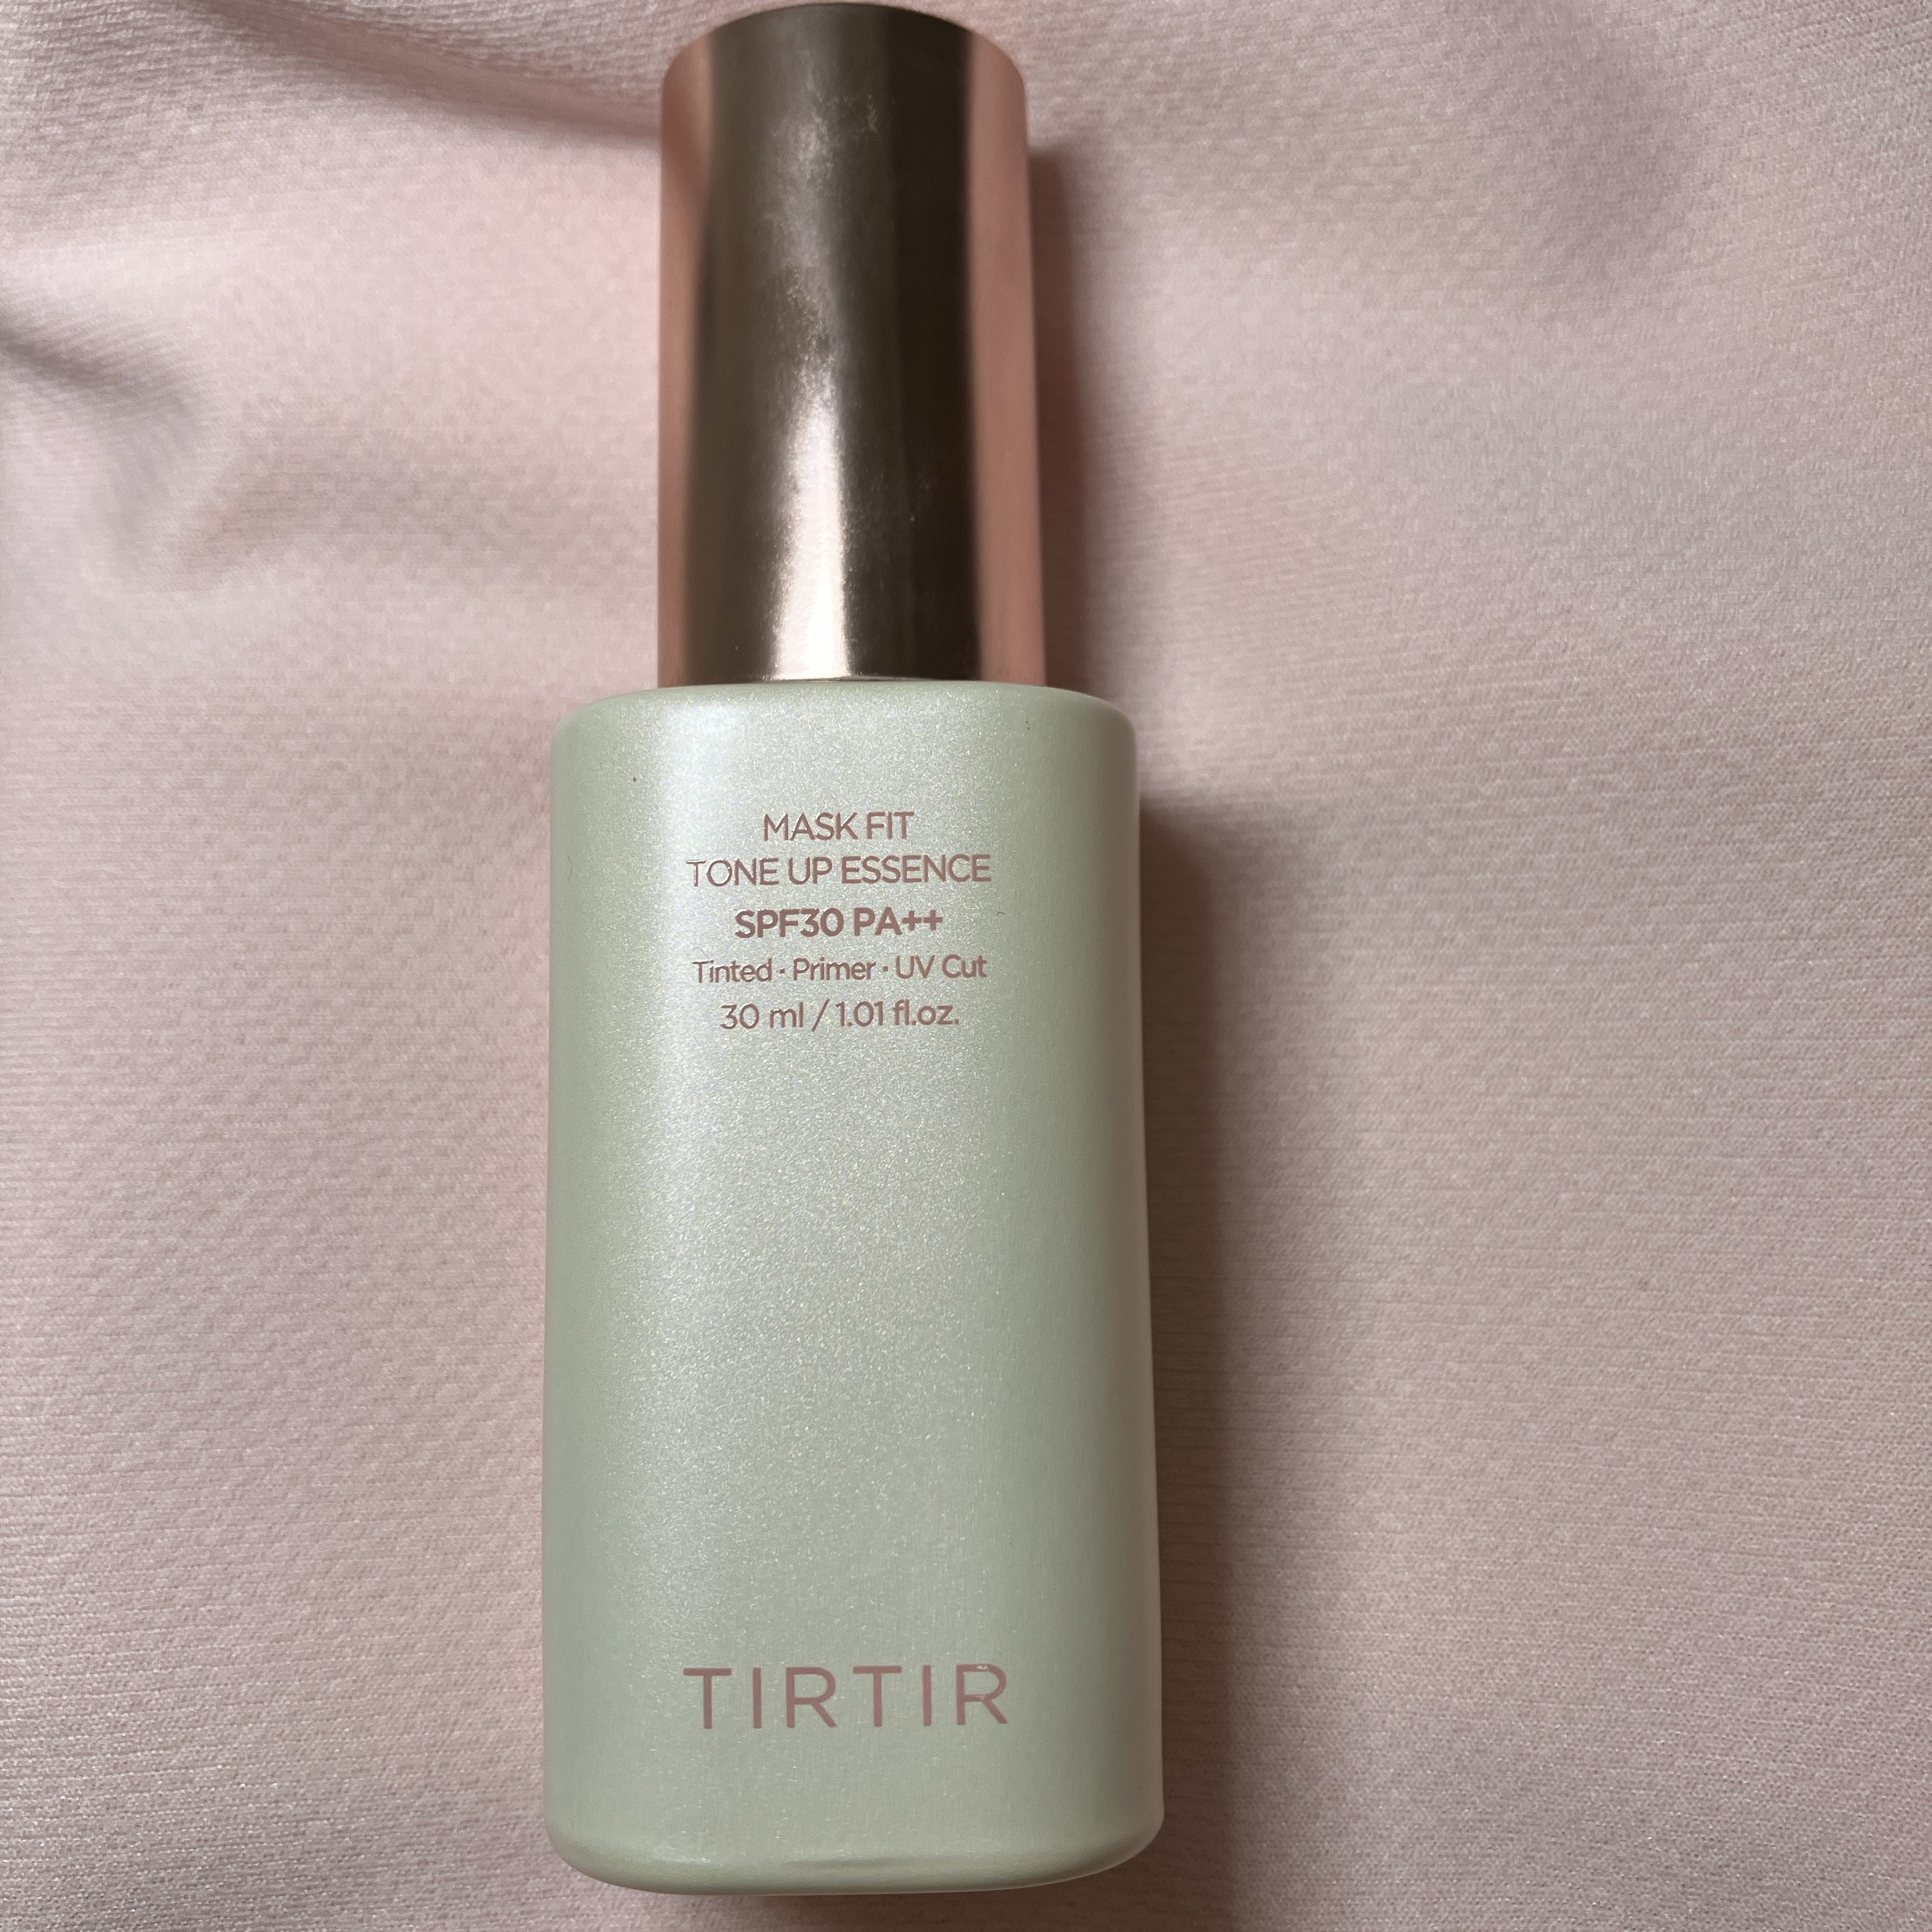 MASK FIT
TONE UP ESSENCE
SPF30 PA++
Tinted · Primer · UV Cut
30 ml / 1.01 fl.oz.
TIRTIR